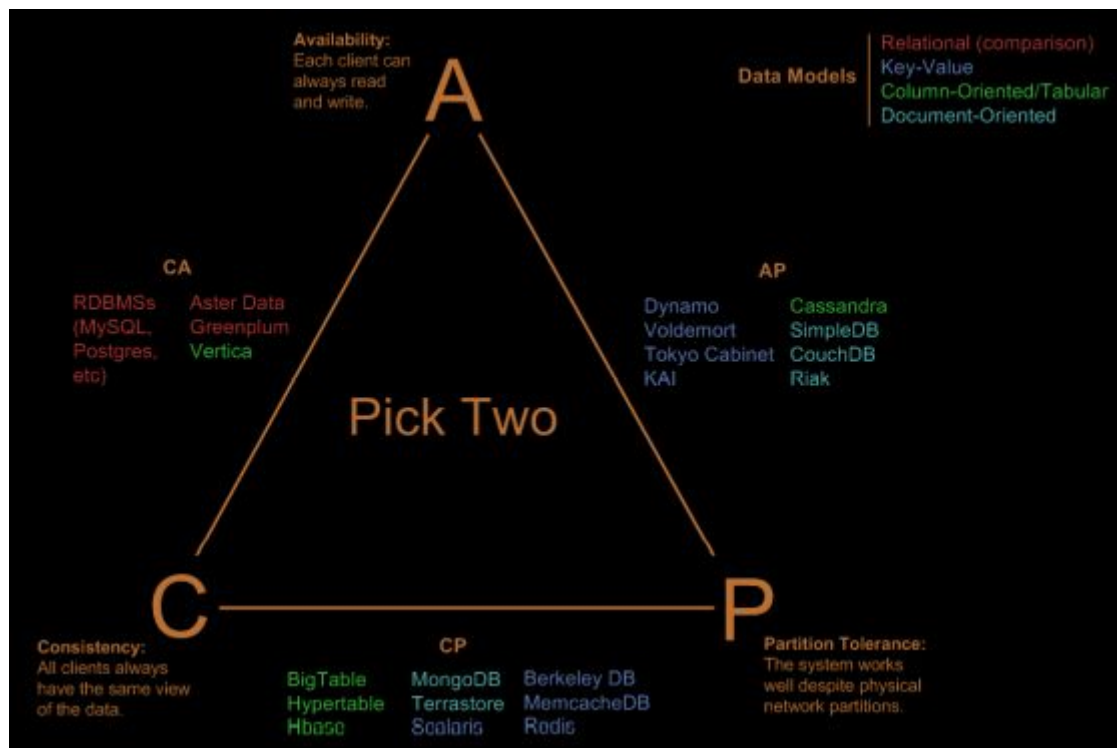 Availability:
Each client can
always read
and write.
A
Data Models
Relational (comparison)
Key-Value
Column-Oriented/Tabular
Document-Oriented
CA
RDBMSs
(MySQL,
Postgres,
etc)
Aster Data
Greenplum
Vertica
AP
Dynamo
Voldemort
Tokyo Cabinet
KAI
Cassandra
SimpleDB
CouchDB
Riak
Pick Two
C
Consistency:
All clients always
have the same view
of the data.
CP
BigTable
Hypertable
Hbase
MongoDB
Terrastore
Scalaris
Berkeley DB
MemcacheDB
Redis
P
Partition Tolerance:
The system works
well despite physical
network partitions.